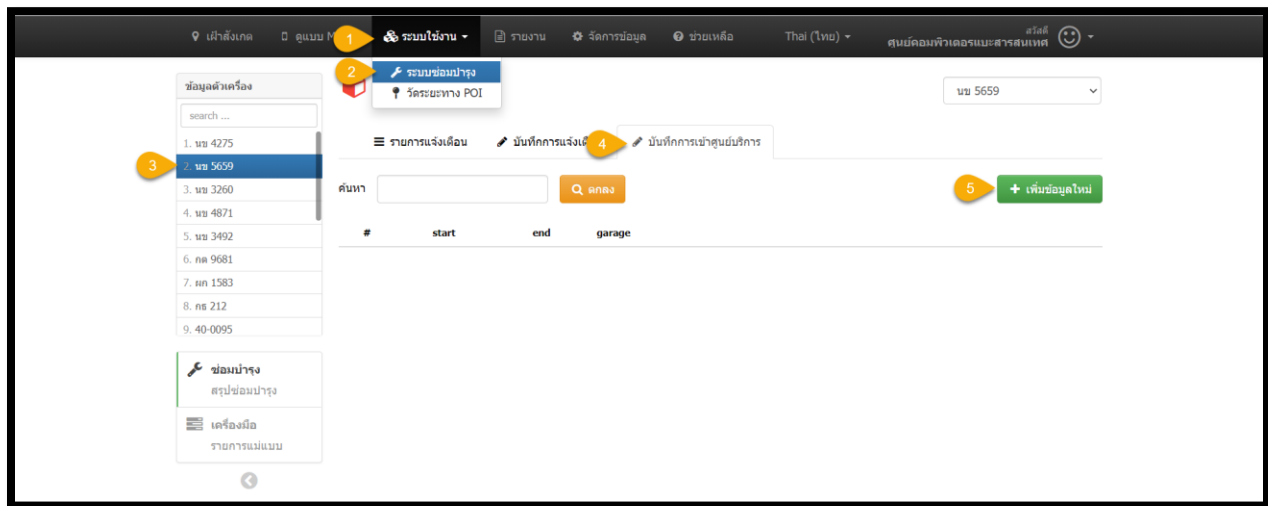 เฝ้าสังเกต ดูแบบ M 1 ระบบใช้งาน รายงาน จัดการข้อมูล ช่วยเหลือ Thai (ไทย) สวัสดี
ศูนย์คอมพิวเตอร์แบะสารสนเทศ
2 ระบบซ่อมบำรุง
วัดระยะทาง POI
ข้อมูลตัวเครื่อง
นข 5659
search ...
1. นข 4275
3 2. นข 5659
3. นข 3260
4. นข 4871
5. นข 3492
6. กต 9681
7. ผก 1583
8. กธ 212
9. 40-0095
รายการแจ้งเตือน บันทึกการแจ้งเตื 4 บันทึกการเข้าศูนย์บริการ
ค้นหา ตกลง 5 + เพิ่มข้อมูลใหม่
# start end garage
ซ่อมบำรุง
สรุปซ่อมบำรุง
เครื่องมือ
รายการแม่แบบ